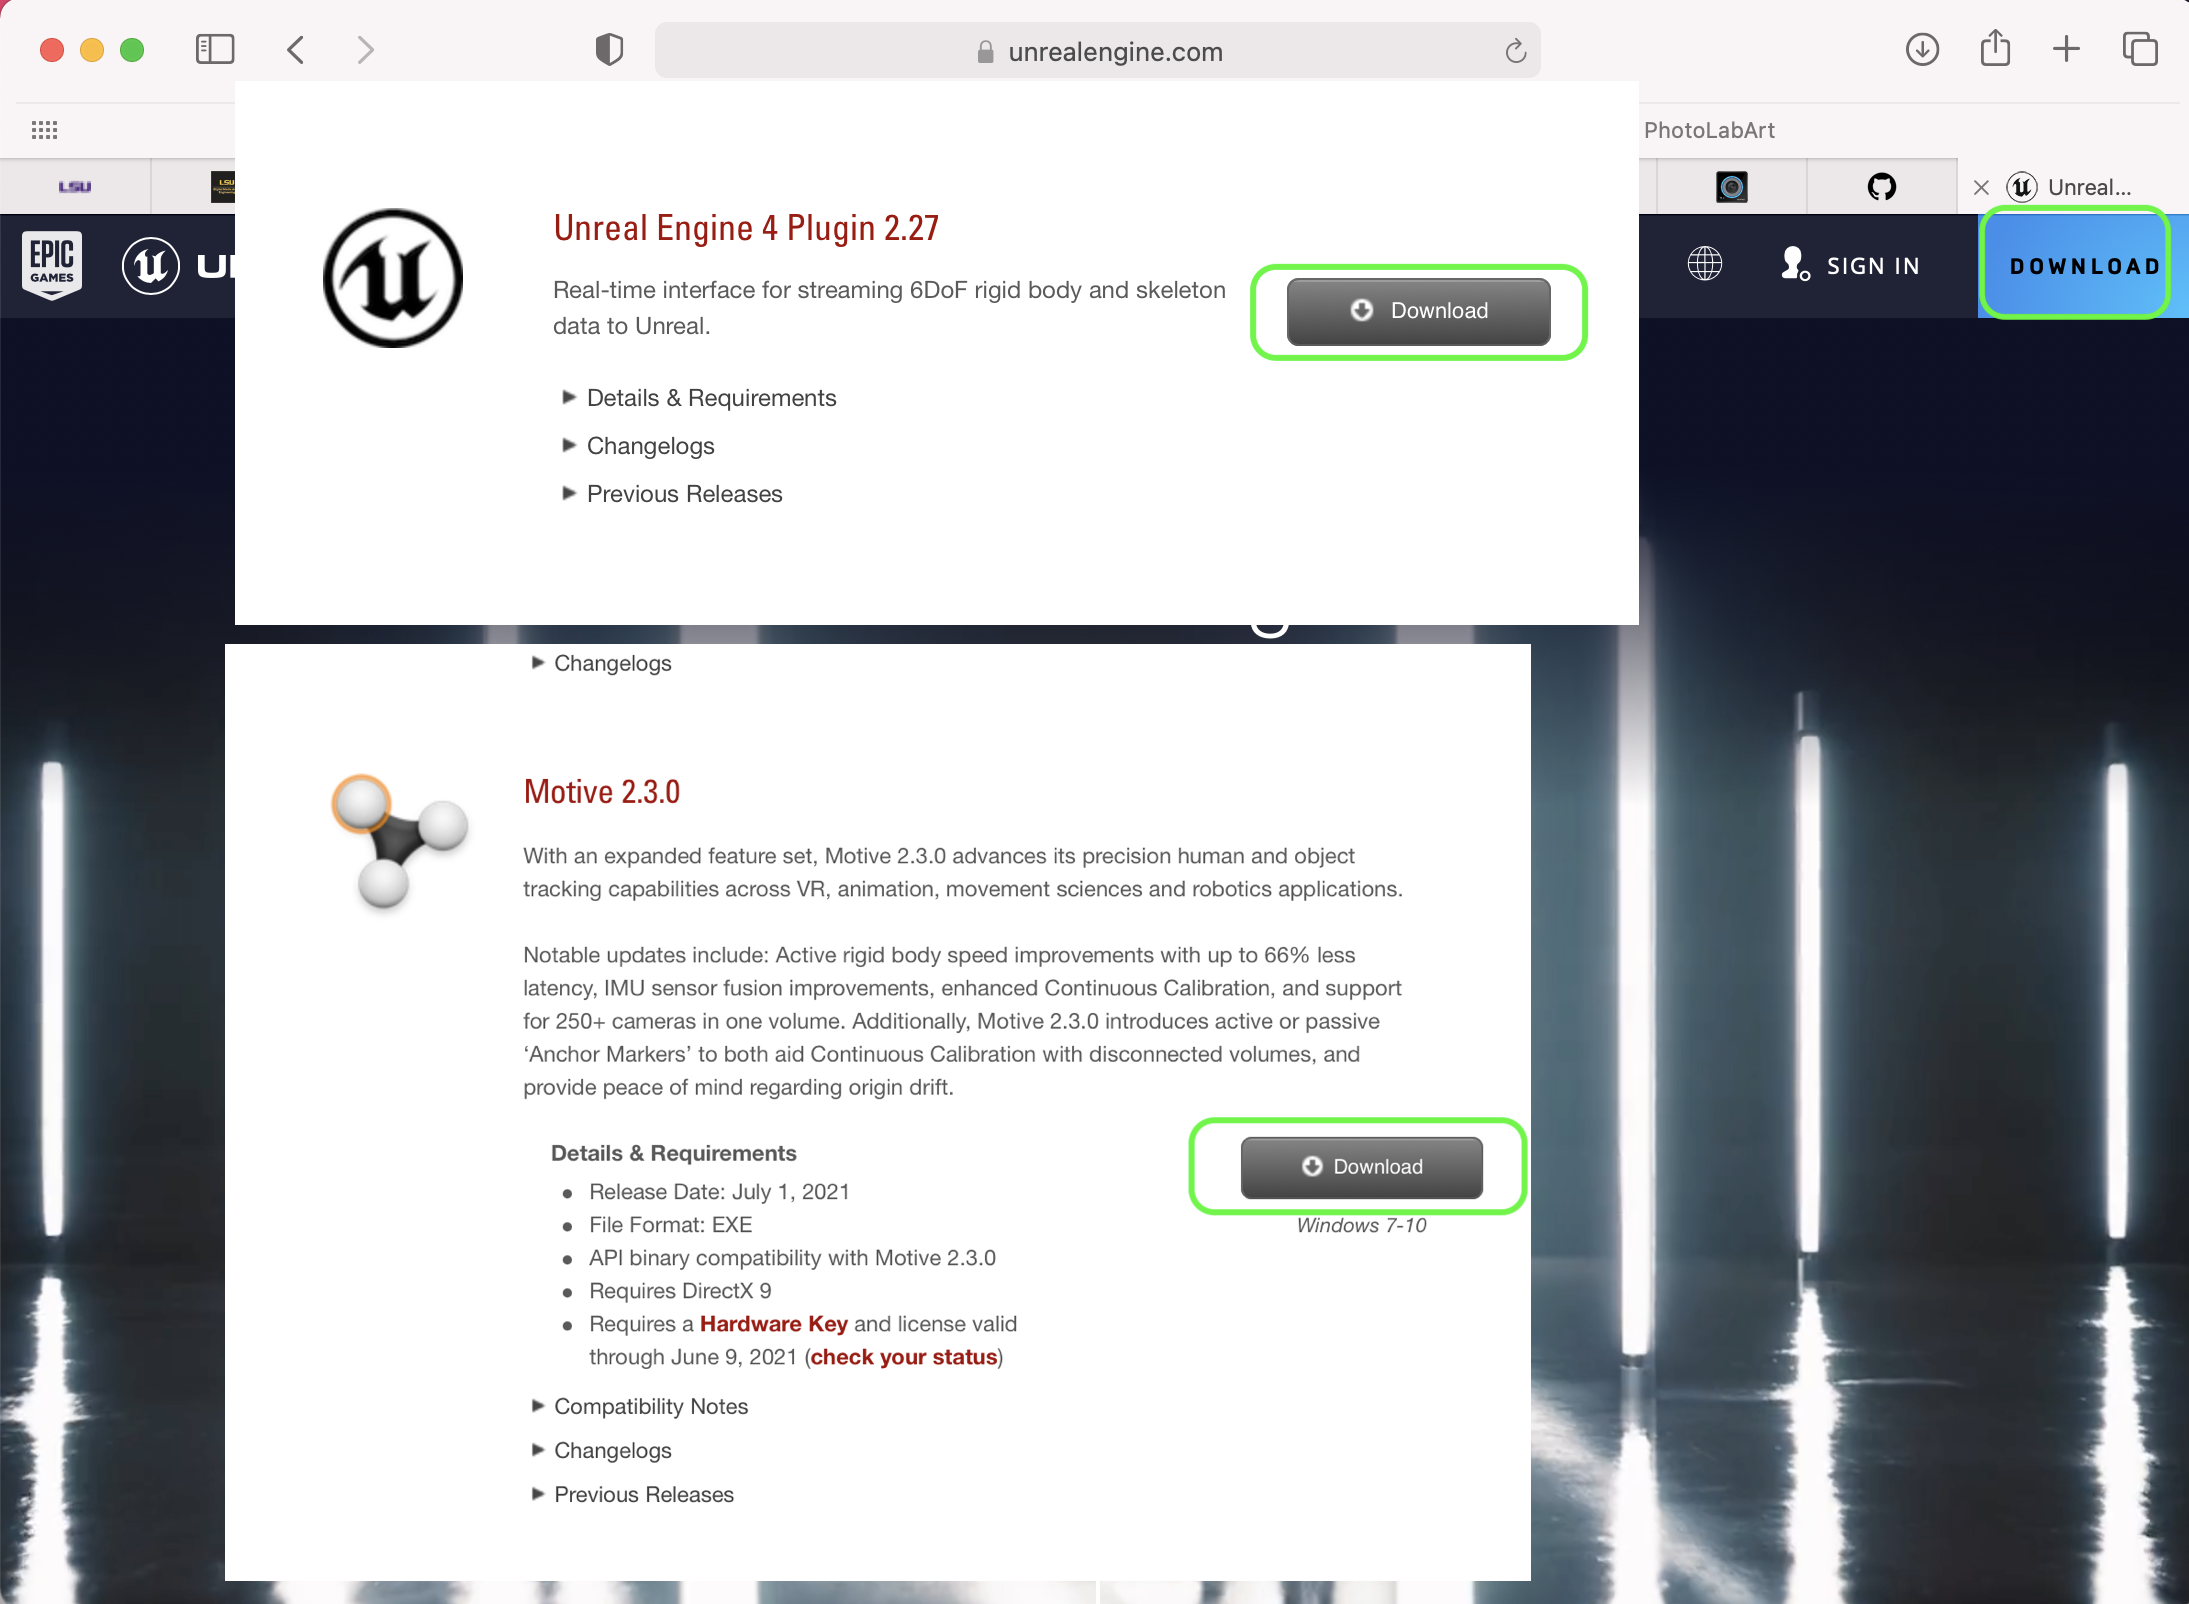 unrealengine.com
PhotoLabArt
LSU
LSU
Unreal...
EPIC
GAMES
SIGN IN
DOWNLOAD
Unreal Engine 4 Plugin 2.27
Real-time interface for streaming 6DoF rigid body and skeleton
data to Unreal.
Download
Details & Requirements
Changelogs
Previous Releases
Changelogs
Motive 2.3.0
With an expanded feature set, Motive 2.3.0 advances its precision human and object
tracking capabilities across VR, animation, movement sciences and robotics applications.
Notable updates include: Active rigid body speed improvements with up to 66% less
latency, IMU sensor fusion improvements, enhanced Continuous Calibration, and support
for 250+ cameras in one volume. Additionally, Motive 2.3.0 introduces active or passive
‘Anchor Markers’ to both aid Continuous Calibration with disconnected volumes, and
provide peace of mind regarding origin drift.
Details & Requirements
Release Date: July 1, 2021
File Format: EXE
API binary compatibility with Motive 2.3.0
Requires DirectX 9
Requires a Hardware Key and license valid
through June 9, 2021 (check your status)
Download
Windows 7-10
Compatibility Notes
Changelogs
Previous Releases